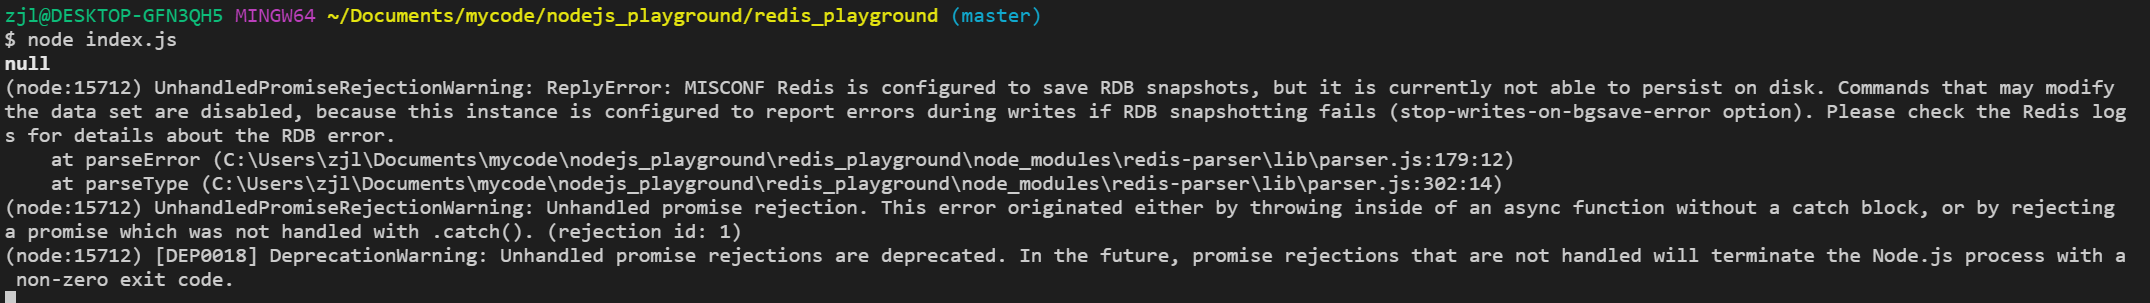 zjl@DESKTOP-GFN3QH5 MINGW64 ~/Documents/mycode/nodejs_playground/redis_playground (master)
$ node index.js
null
(node:15712) UnhandledPromiseRejectionWarning: ReplyError: MISCONF Redis is configured to save RDB snapshots, but it is currently not able to persist on disk. Commands that may modify
the data set are disabled, because this instance is configured to report errors during writes if RDB snapshotting fails (stop-writes-on-bgsave-error option). Please check the Redis log
s for details about the RDB error.
    at parseError (C:\Users\zjl\Documents\mycode\nodejs_playground\redis_playground\node_modules\redis-parser\lib\parser.js:179:12)
    at parseType (C:\Users\zjl\Documents\mycode\nodejs_playground\redis_playground\node_modules\redis-parser\lib\parser.js:302:14)
(node:15712) UnhandledPromiseRejectionWarning: Unhandled promise rejection. This error originated either by throwing inside of an async function without a catch block, or by rejecting
a promise which was not handled with .catch(). (rejection id: 1)
(node:15712) [DEP0018] DeprecationWarning: Unhandled promise rejections are deprecated. In the future, promise rejections that are not handled will terminate the Node.js process with a
 non-zero exit code.